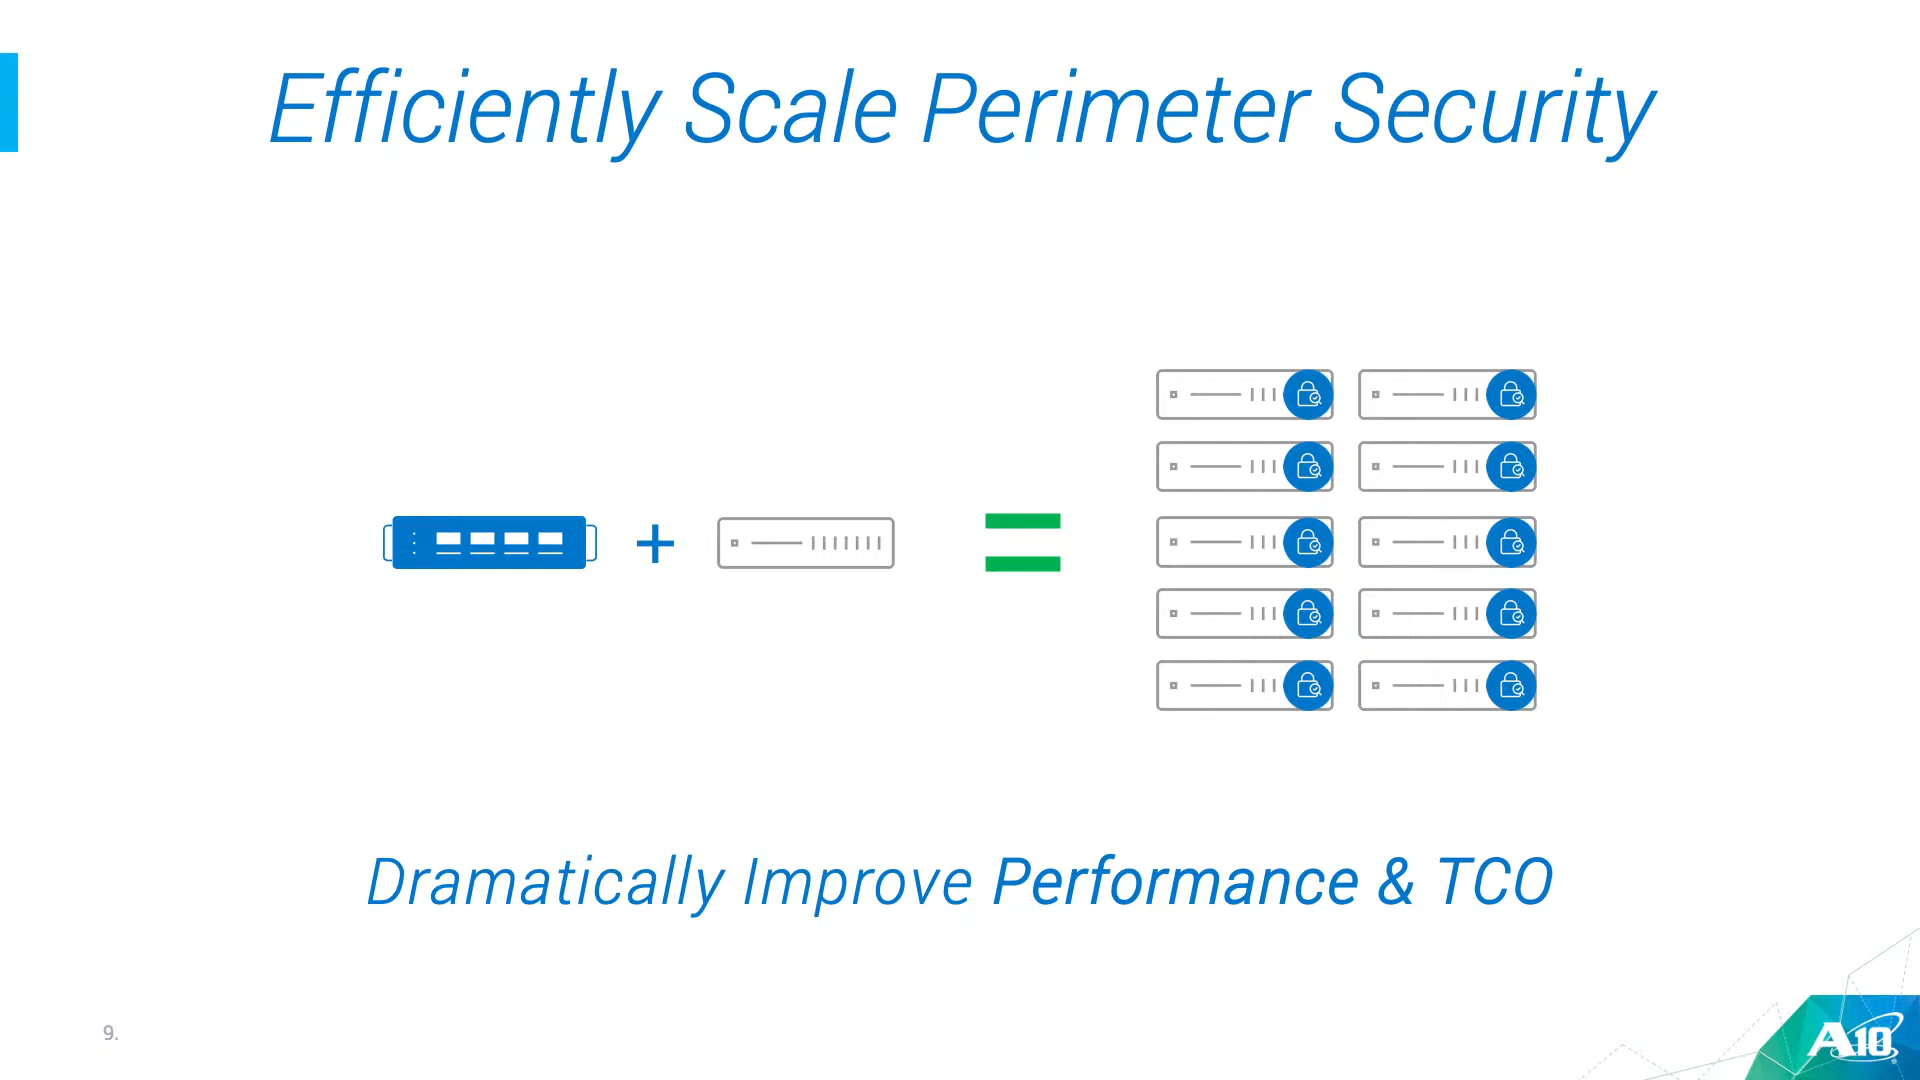 Efficiently Scale Perimeter Security
+
=
Dramatically Improve Performance & TCO
9.
A10